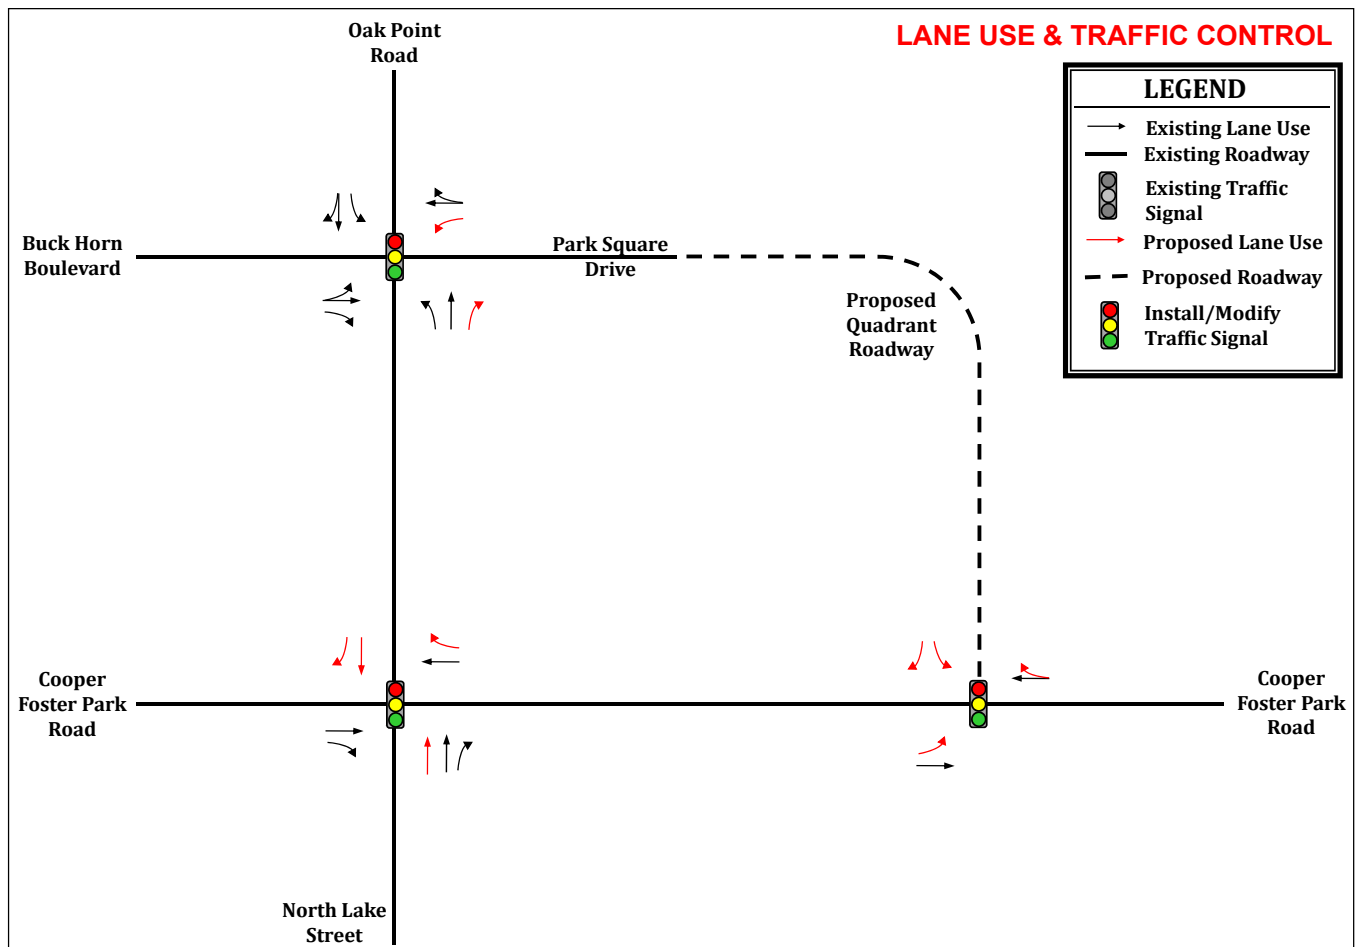 LANE USE & TRAFFIC CONTROL
Oak Point
Road
LEGEND
Existing Lane Use
Existing Roadway
Existing Traffic
Signal
Proposed Lane Use
Proposed Roadway
Install/Modify
Traffic Signal
Buck Horn
Boulevard
Park Square
Drive
Proposed
Quadrant
Roadway
Cooper
Foster Park
Road
Cooper
Foster Park
Road
North Lake
Street